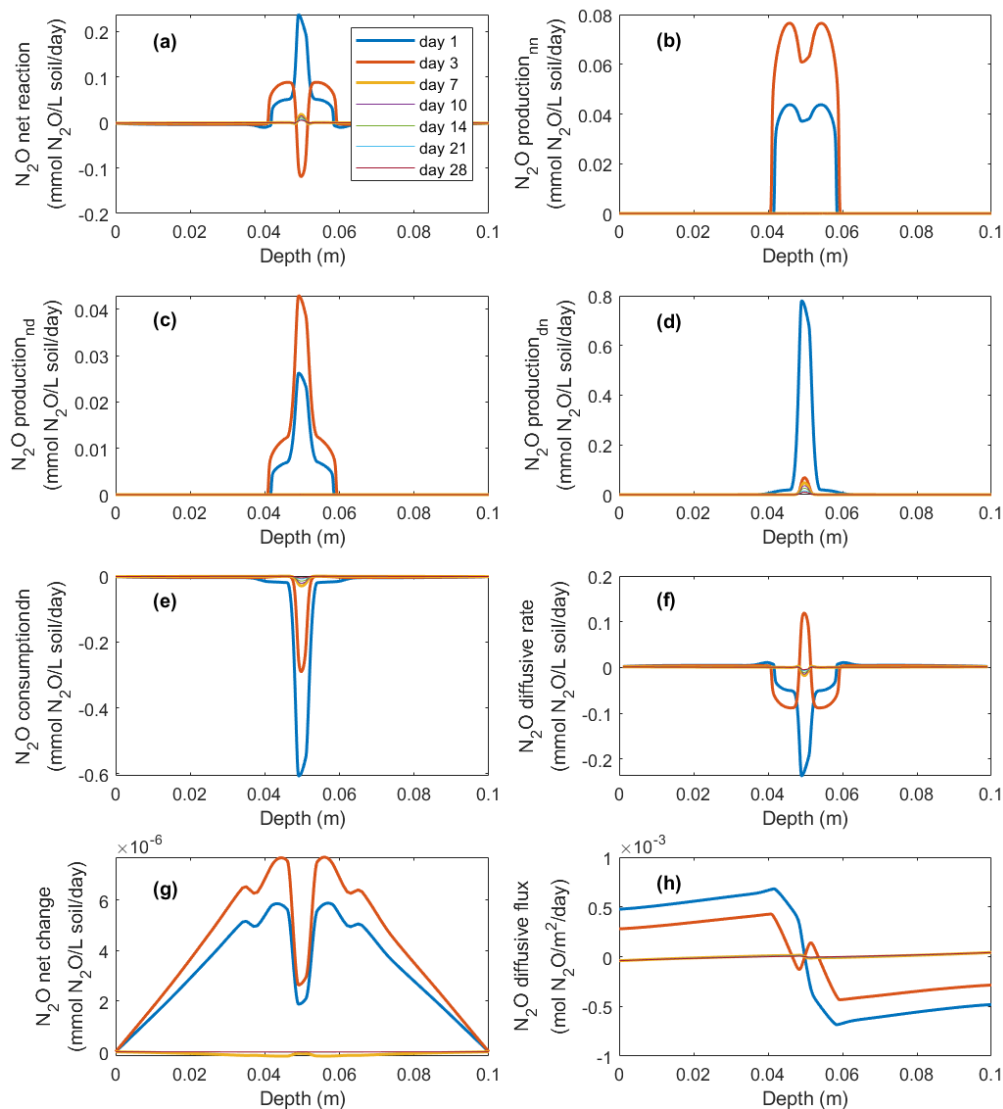 (a)
N₂O net reaction
(mmol N₂O/L soil/day)
0.2
0.1
0
-0.1
-0.2
0
0.02
0.04
0.06
0.08
0.1
Depth (m)
day 1
day 3
day 7
day 10
day 14
day 21
day 28
(b)
N₂O production_nn
(mmol N₂O/L soil/day)
0.08
0.06
0.04
0.02
0
0
0.02
0.04
0.06
0.08
0.1
Depth (m)
(c)
N₂O production_nd
(mmol N₂O/L soil/day)
0.04
0.03
0.02
0.01
0
0
0.02
0.04
0.06
0.08
0.1
Depth (m)
(d)
N₂O production_dn
(mmol N₂O/L soil/day)
0.8
0.6
0.4
0.2
0
0
0.02
0.04
0.06
0.08
0.1
Depth (m)
(e)
N₂O consumptiondn
(mmol N₂O/L soil/day)
0
-0.2
-0.4
-0.6
0
0.02
0.04
0.06
0.08
0.1
Depth (m)
(f)
N₂O diffusive rate
(mmol N₂O/L soil/day)
0.2
0.1
0
-0.1
-0.2
0
0.02
0.04
0.06
0.08
0.1
Depth (m)
(g)
×10⁻⁶
N₂O net change
(mmol N₂O/L soil/day)
6
4
2
0
0
0.02
0.04
0.06
0.08
0.1
Depth (m)
(h)
×10⁻³
N₂O diffusive flux
(mol N₂O/m²/day)
1
0.5
0
-0.5
-1
0
0.02
0.04
0.06
0.08
0.1
Depth (m)